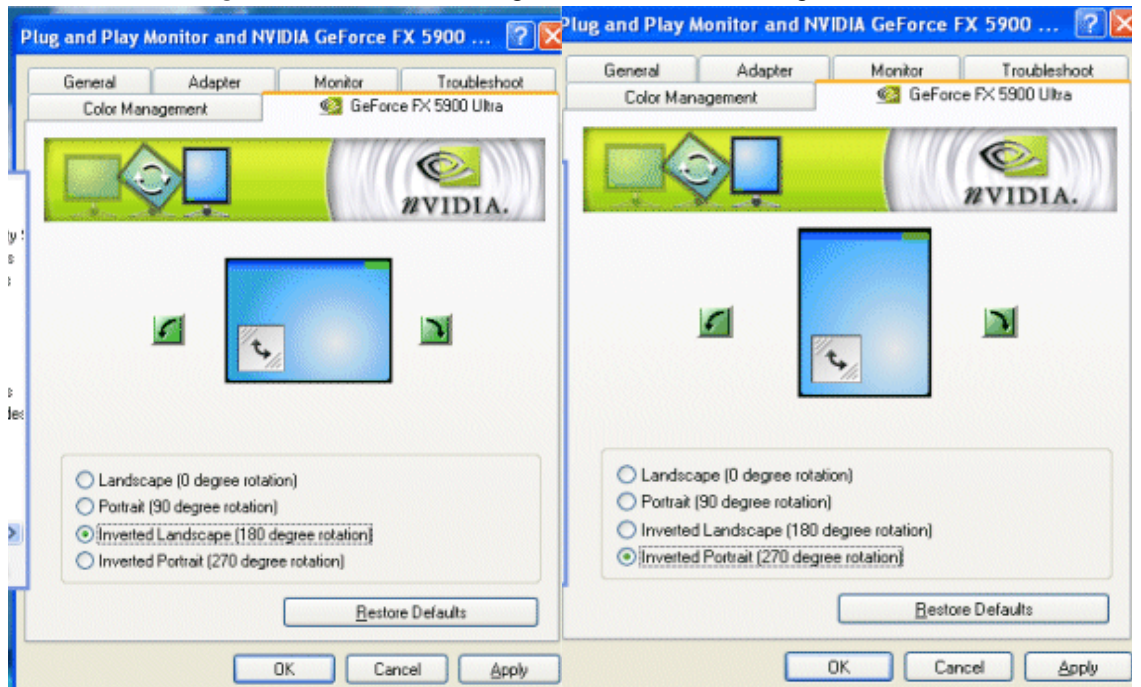 Plug and Play Monitor and NVIDIA GeForce FX 5900 ...
General Adapter Monitor Troubleshoot
Color Management GeForce FX 5900 Ultra
nVIDIA.
Landscape (0 degree rotation)
Portrait (90 degree rotation)
Inverted Landscape (180 degree rotation)
Inverted Portrait (270 degree rotation)
Restore Defaults
OK Cancel Apply
Plug and Play Monitor and NVIDIA GeForce FX 5900 ...
General Adapter Monitor Troubleshoot
Color Management GeForce FX 5900 Ultra
nVIDIA.
Landscape (0 degree rotation)
Portrait (90 degree rotation)
Inverted Landscape (180 degree rotation)
Inverted Portrait (270 degree rotation)
Restore Defaults
OK Cancel Apply